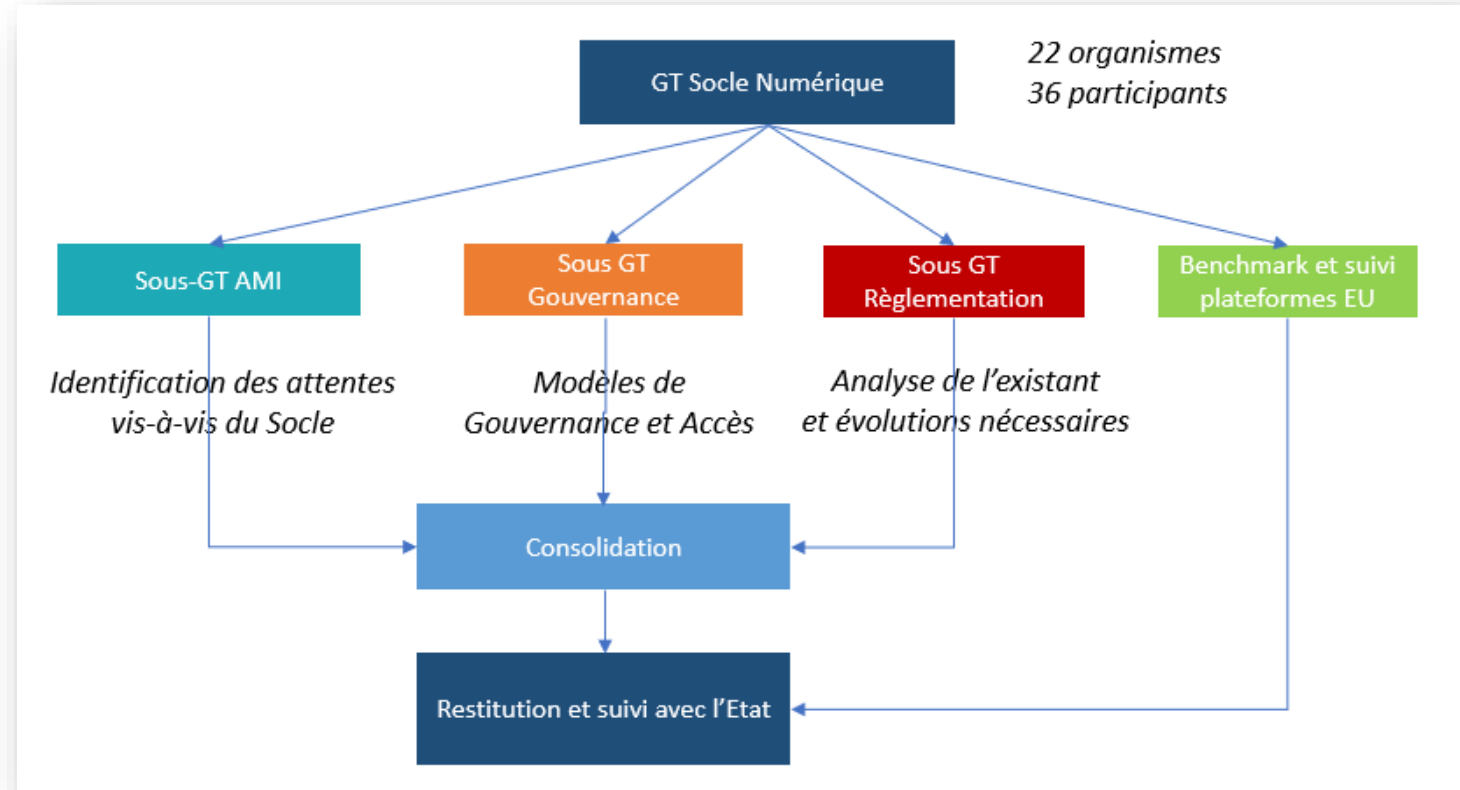 GT Socle Numérique
22 organismes
36 participants
Sous-GT AMI
Sous GT
Gouvernance
Sous GT
Règlementation
Benchmark et suivi
plateformes EU
Identification des attentes
vis-à-vis du Socle
Modèles de
Gouvernance et Accès
Analyse de l’existant
et évolutions nécessaires
Consolidation
Restitution et suivi avec l’Etat